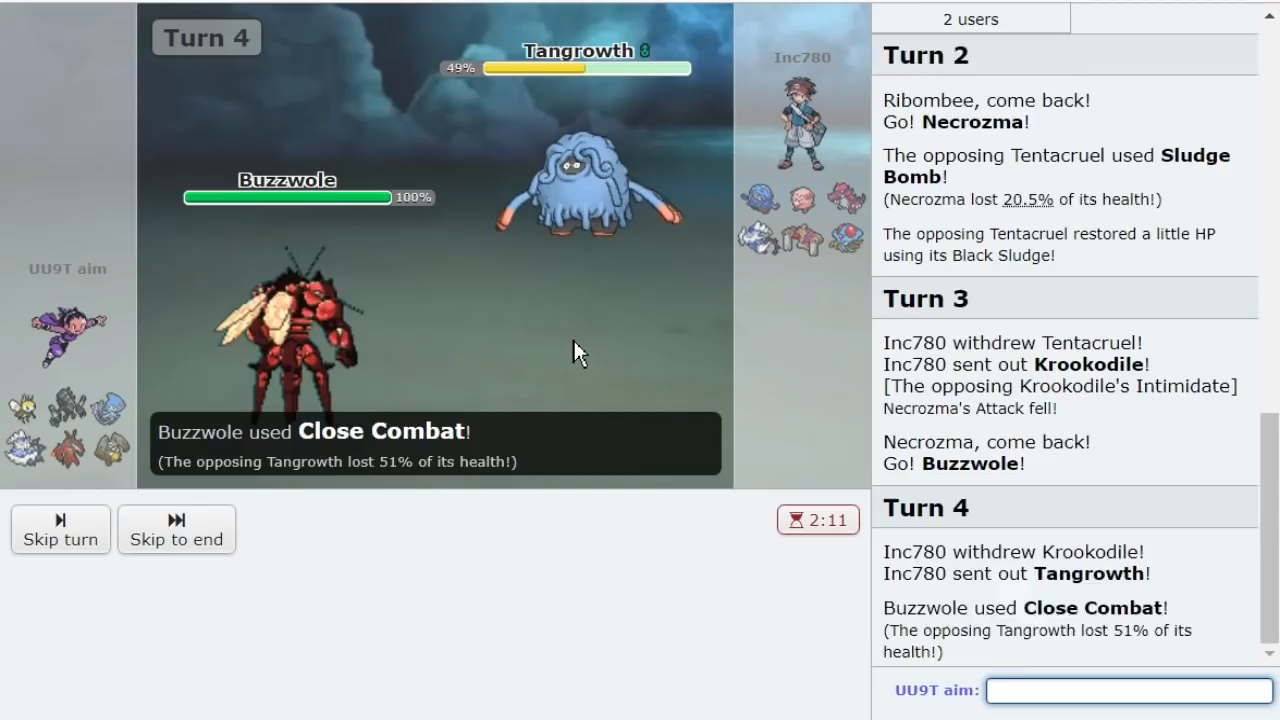 Turn 4
Tangrowth
49%
Buzzwole
100%
UU9T aim
Inc780
Buzzwole used Close Combat!
(The opposing Tangrowth lost 51% of its health!)
Skip turn
Skip to end
2:11
2 users
Turn 2
Ribombee, come back!
Go! Necrozma!
The opposing Tentacruel used Sludge
Bomb!
(Necrozma lost 20.5% of its health!)
The opposing Tentacruel restored a little HP
using its Black Sludge!
Turn 3
Inc780 withdrew Tentacruel!
Inc780 sent out Krookodile!
[The opposing Krookodile's Intimidate]
Necrozma's Attack fell!
Necrozma, come back!
Go! Buzzwole!
Turn 4
Inc780 withdrew Krookodile!
Inc780 sent out Tangrowth!
Buzzwole used Close Combat!
(The opposing Tangrowth lost 51% of its
health!)
UU9T aim: